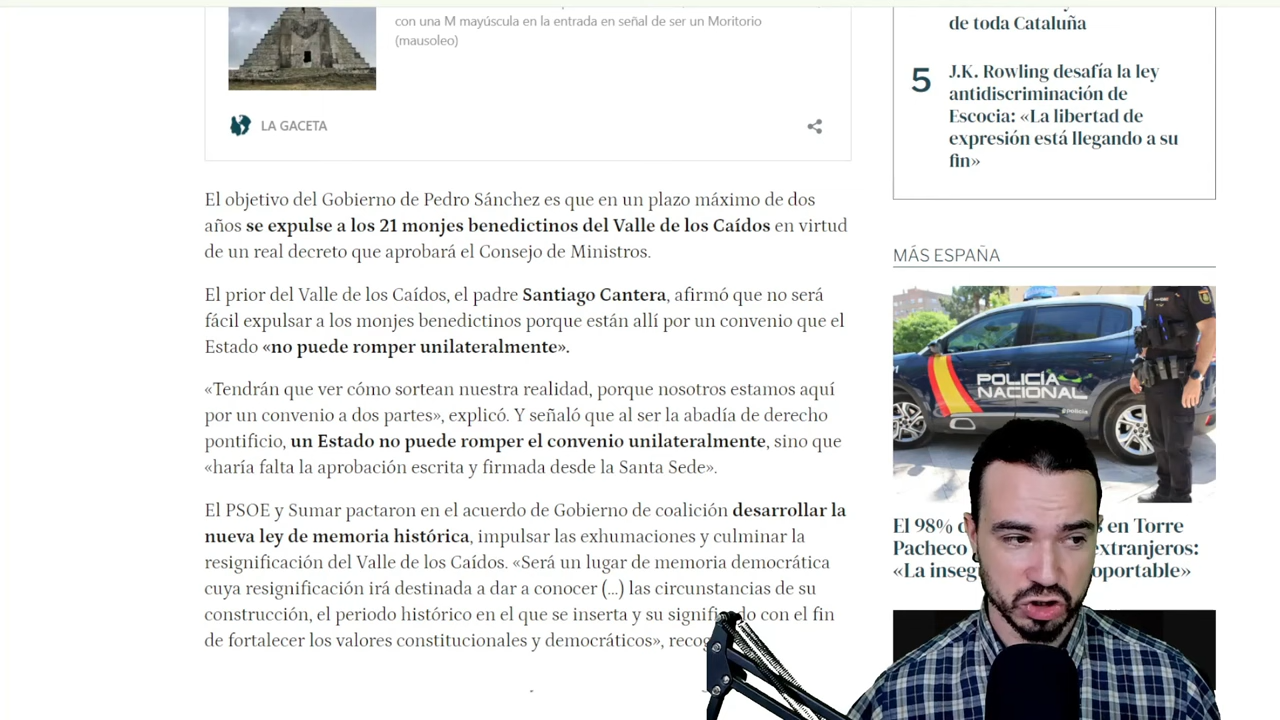 con una M mayúscula en la entrada en señal de ser un Moritorio
(mausoleo)
LA GACETA
El objetivo del Gobierno de Pedro Sánchez es que en un plazo máximo de dos
años se expulse a los 21 monjes benedictinos del Valle de los Caídos en virtud
de un real decreto que aprobará el Consejo de Ministros.
El prior del Valle de los Caídos, el padre Santiago Cantera, afirmó que no será
fácil expulsar a los monjes benedictinos porque están allí por un convenio que el
Estado «no puede romper unilateralmente».
«Tendrán que ver cómo sortean nuestra realidad, porque nosotros estamos aquí
por un convenio a dos partes», explicó. Y señaló que al ser la abadía de derecho
pontificio, un Estado no puede romper el convenio unilateralmente, sino que
«haría falta la aprobación escrita y firmada desde la Santa Sede».
El PSOE y Sumar pactaron en el acuerdo de Gobierno de coalición desarrollar la
nueva ley de memoria histórica, impulsar las exhumaciones y culminar la
resignificación del Valle de los Caídos. «Será un lugar de memoria democrática
cuya resignificación irá destinada a dar a conocer (...) las circunstancias de su
construcción, el periodo histórico en el que se inserta y su significado con el fin
de fortalecer los valores constitucionales y democráticos»,
de toda Cataluña
5
J.K. Rowling desafía la ley
antidiscriminación de
Escocia: «La libertad de
expresión está llegando a su
fin»
MÁS ESPAÑA
POLICÍA
NACIONAL
policía
El 98% en Torre
Pacheco extranjeros:
«La